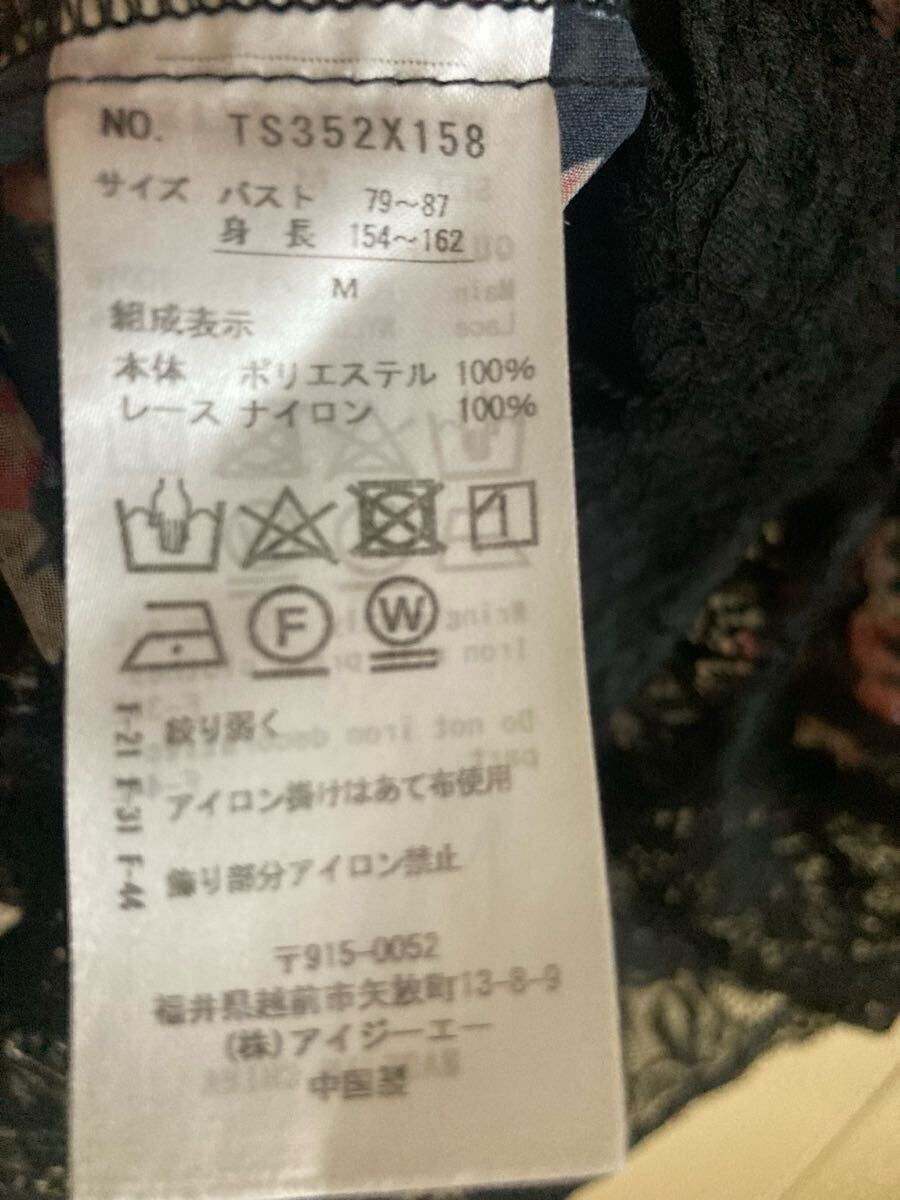 NO. TS352X158
サイズ バスト 79～87
身 長 154～162
M
組成表示
本体 ポリエステル 100%
レース ナイロン 100%
F
W
F-21 絞り弱く
F-31 アイロン掛けはあて布使用
F-44 飾り部分アイロン禁止
〒915-0052
福井県越前市矢放町13-8-9
(株)アイジーエー
中国製